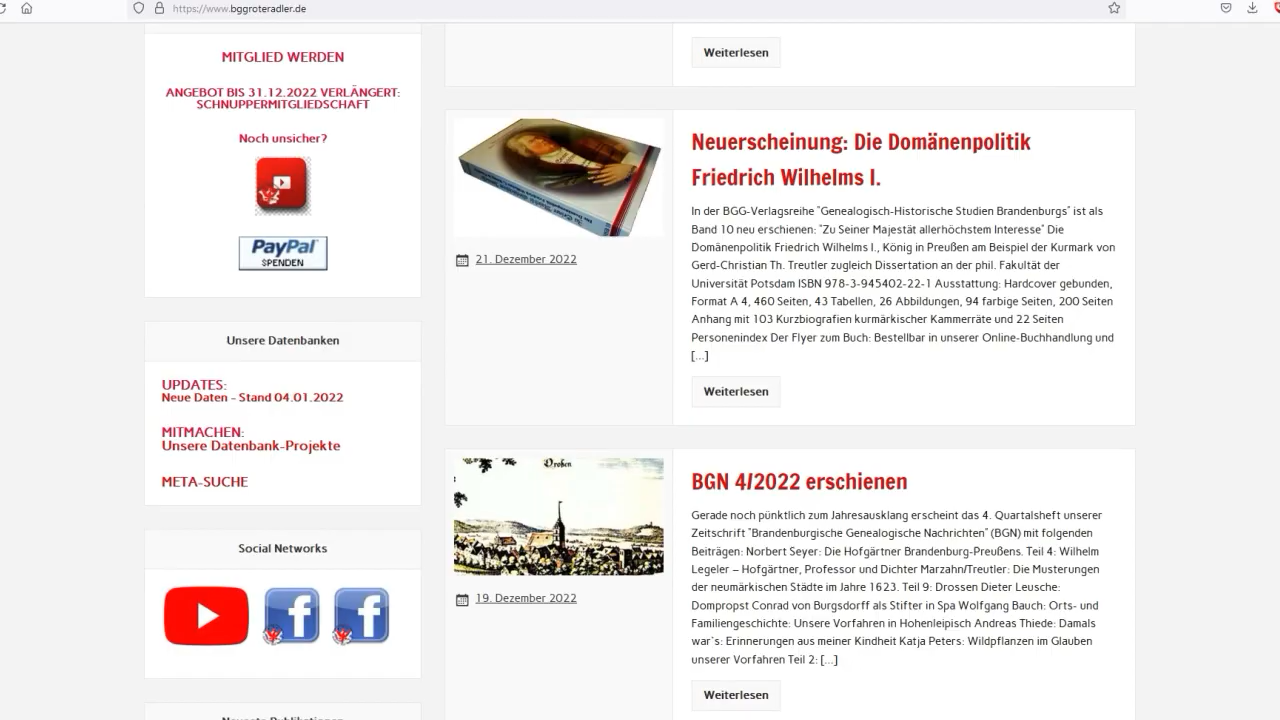 https://www.bggroteradler.de
MITGLIED WERDEN
ANGEBOT BIS 31.12.2022 VERLÄNGERT:
SCHNUPPERMITGLIEDSCHAFT
Noch unsicher?
PayPal
SPENDEN
Unsere Datenbanken
UPDATES:
Neue Daten - Stand 04.01.2022
MITMACHEN:
Unsere Datenbank-Projekte
META-SUCHE
Social Networks
Weiterlesen
Neuerscheinung: Die Domänenpolitik
Friedrich Wilhelms I.
21. Dezember 2022
In der BGG-Verlagsreihe "Genealogisch-Historische Studien Brandenburgs" ist als
Band 10 neu erschienen: "Zu Seiner Majestät allerhöchstem Interesse" Die
Domänenpolitik Friedrich Wilhelms I., König in Preußen am Beispiel der Kurmark von
Gerd-Christian Th. Treutler zugleich Dissertation an der phil. Fakultät der
Universität Potsdam ISBN 978-3-945402-22-1 Ausstattung: Hardcover gebunden,
Format A 4, 460 Seiten, 43 Tabellen, 26 Abbildungen, 94 farbige Seiten, 200 Seiten
Anhang mit 103 Kurzbiografien kurmärkischer Kammerräte und 22 Seiten
Personenindex Der Flyer zum Buch: Bestellbar in unserer Online-Buchhandlung und
[...]
Weiterlesen
Droßen
BGN 4/2022 erschienen
19. Dezember 2022
Gerade noch pünktlich zum Jahresausklang erscheint das 4. Quartalsheft unserer
Zeitschrift "Brandenburgische Genealogische Nachrichten" (BGN) mit folgenden
Beiträgen: Norbert Seyer: Die Hofgärtner Brandenburg-Preußens. Teil 4: Wilhelm
Legeler – Hofgärtner, Professor und Dichter Marzahn/Treutler: Die Musterungen
der neumärkischen Städte im Jahre 1623. Teil 9: Drossen Dieter Leusche:
Dompropst Conrad von Burgsdorff als Stifter in Spa Wolfgang Bauch: Orts- und
Familiengeschichte: Unsere Vorfahren in Hohenleipisch Andreas Thiede: Damals
war`s: Erinnerungen aus meiner Kindheit Katja Peters: Wildpflanzen im Glauben
unserer Vorfahren Teil 2: [...]
Weiterlesen